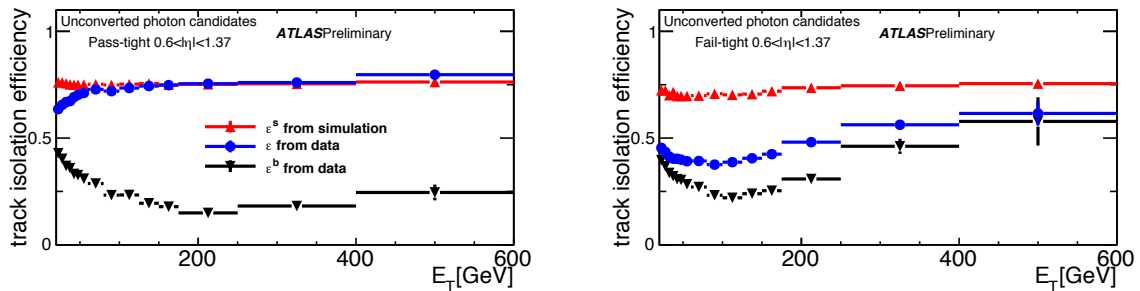 track isolation efficiency
1
0.5
0
Unconverted photon candidates
Pass-tight 0.6<|η|<1.37
ATLAS Preliminary
ε^s from simulation
ε from data
ε^b from data
200 400 600
E_T[GeV]
track isolation efficiency
1
0.5
0
Unconverted photon candidates
Fail-tight 0.6<|η|<1.37
ATLAS Preliminary
200 400 600
E_T[GeV]